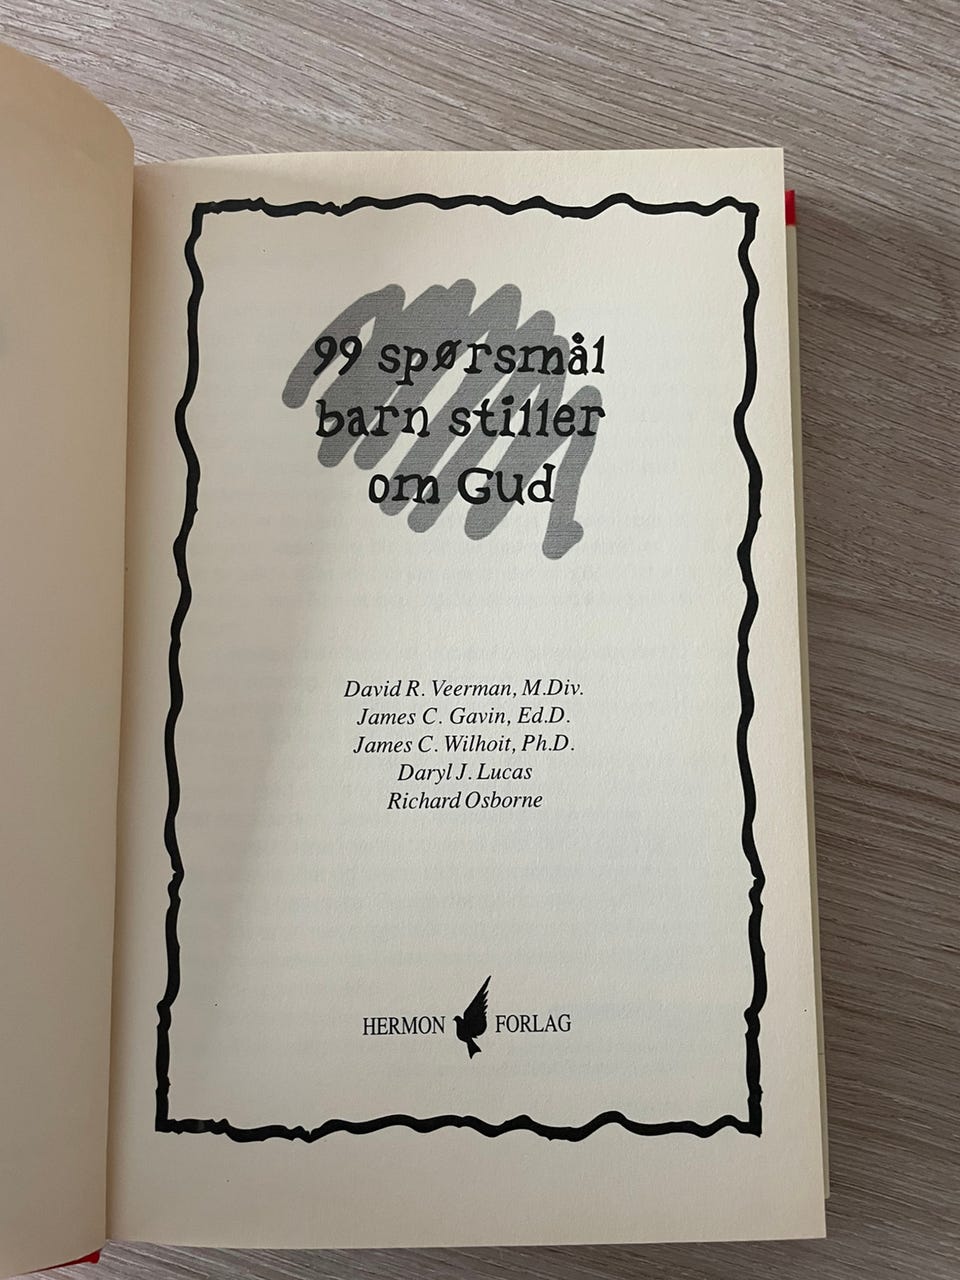 99 spørsmål
barn stiller
om Gud
David R. Veerman, M.Div.
James C. Gavin, Ed.D.
James C. Wilhoit, Ph.D.
Daryl J. Lucas
Richard Osborne
HERMON FORLAG